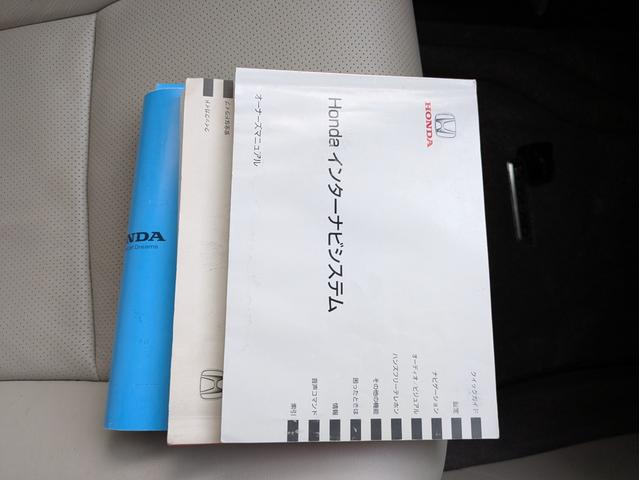 HONDA
Honda インターナビシステム
オーナーズマニュアル
クイックガイド
設定
ナビゲーション
オーディオ ビジュアル
ハンズフリーテレホン
その他の機能
困ったときは
情報
音声コマンド
索引
NDA
Dreams